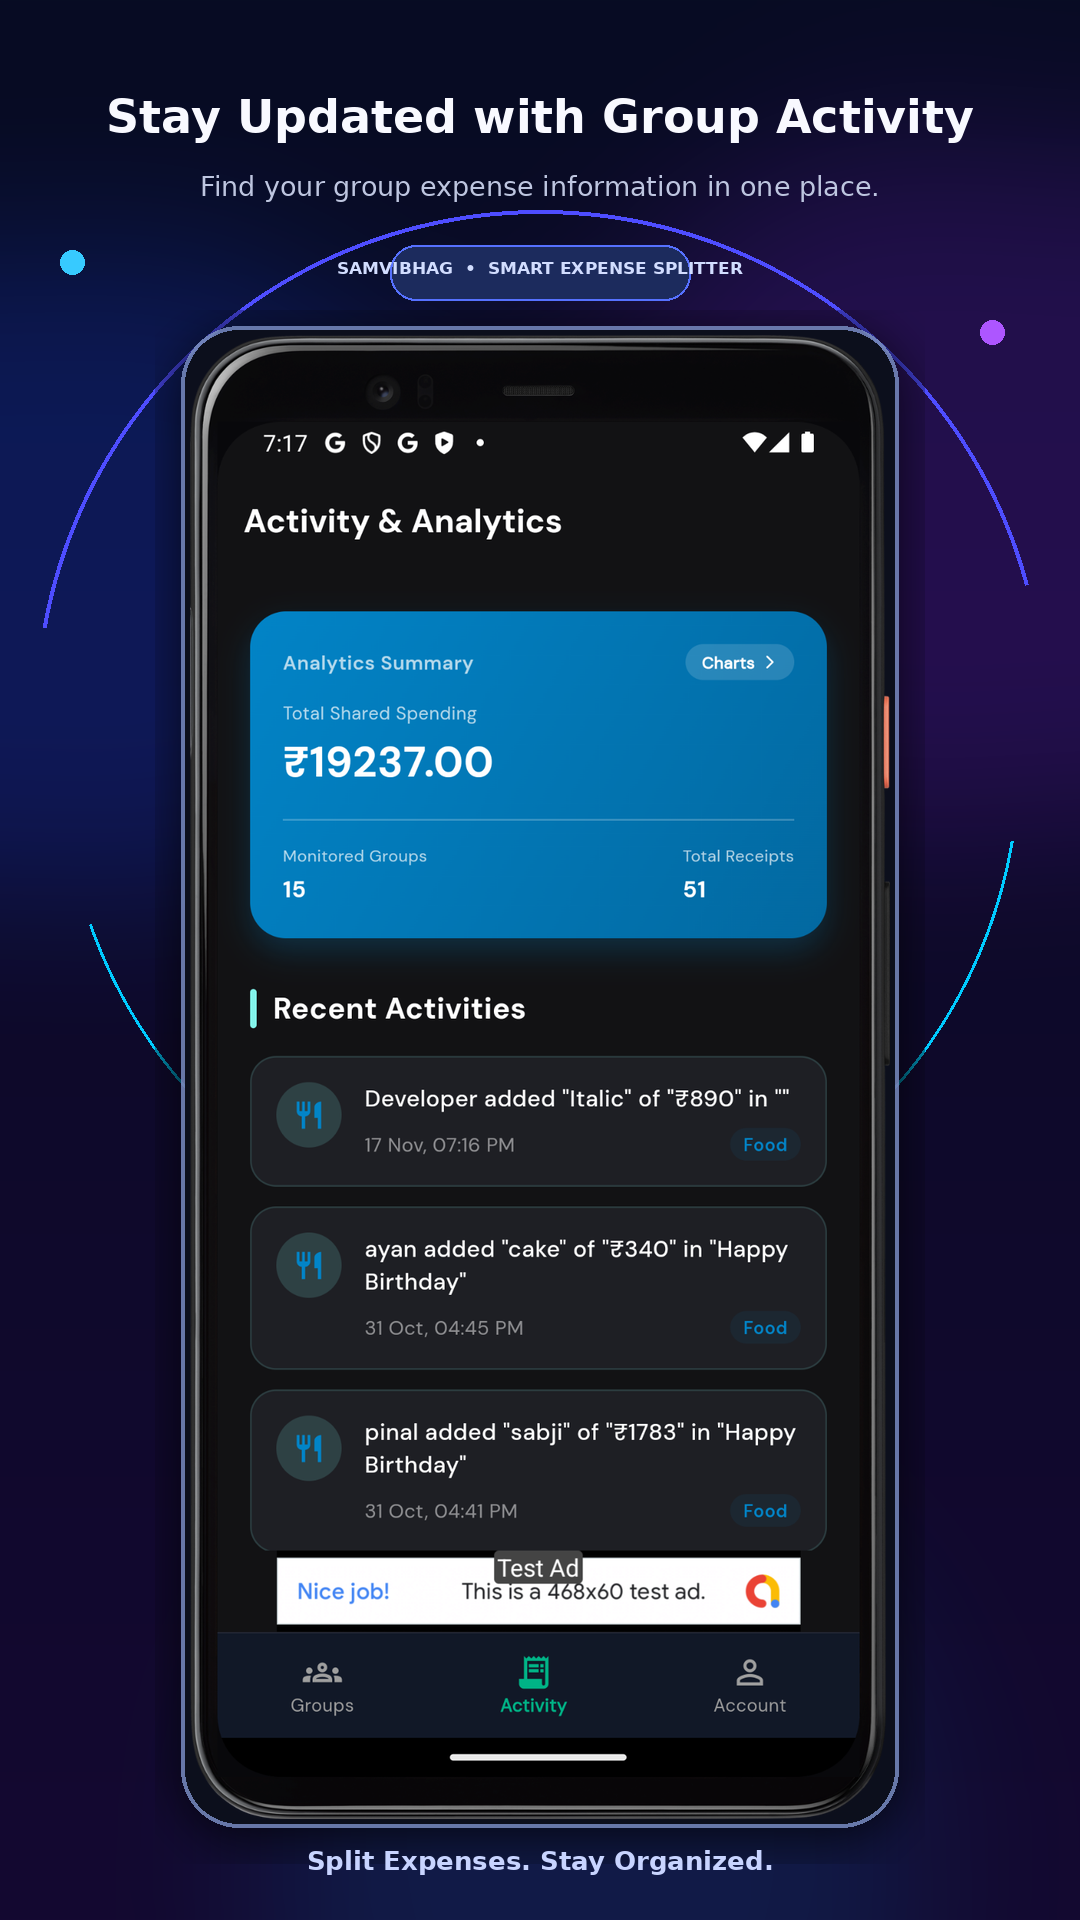 Stay Updated with Group Activity
Find your group expense information in one place.
SAMVIBHAG • SMART EXPENSE SPLITTER
7:17
Activity & Analytics
Analytics Summary
Charts
Total Shared Spending
₹19237.00
Monitored Groups
Total Receipts
15
51
Recent Activities
Developer added "Italic" of "₹890" in ""
17 Nov, 07:16 PM
Food
ayan added "cake" of "₹340" in "Happy
Birthday"
31 Oct, 04:45 PM
Food
pinal added "sabji" of "₹1783" in "Happy
Birthday"
31 Oct, 04:41 PM
Food
Test Ad
Nice job!
This is a 468x60 test ad.
Groups
Activity
Account
Split Expenses. Stay Organized.